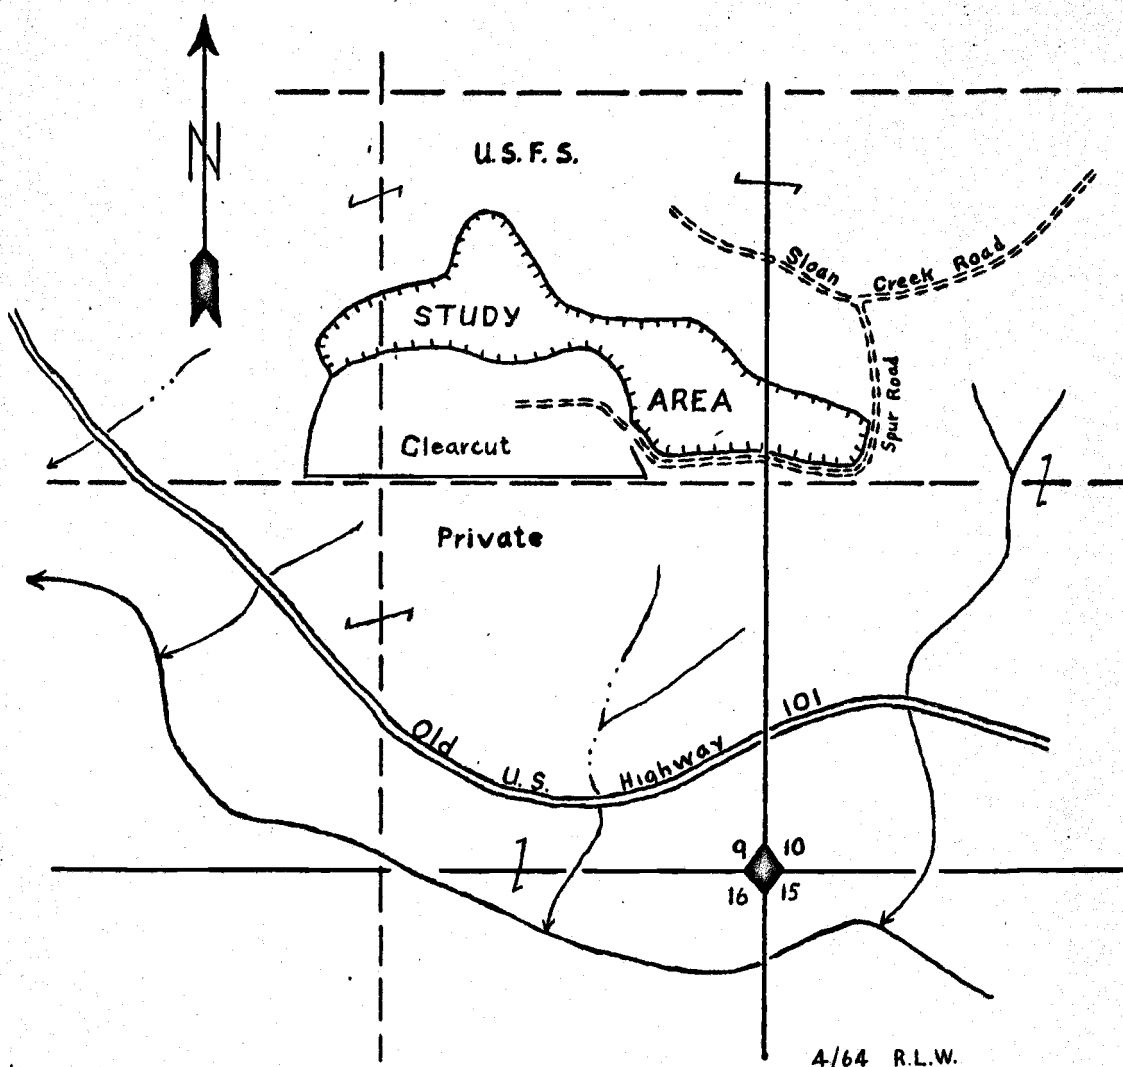 N
U.S.F.S.
Sloan Creek Road
STUDY
AREA
Spur Road
Clearcut
Private
Old U.S. Highway 101
9 10
16 15
4/64 R.L.W.